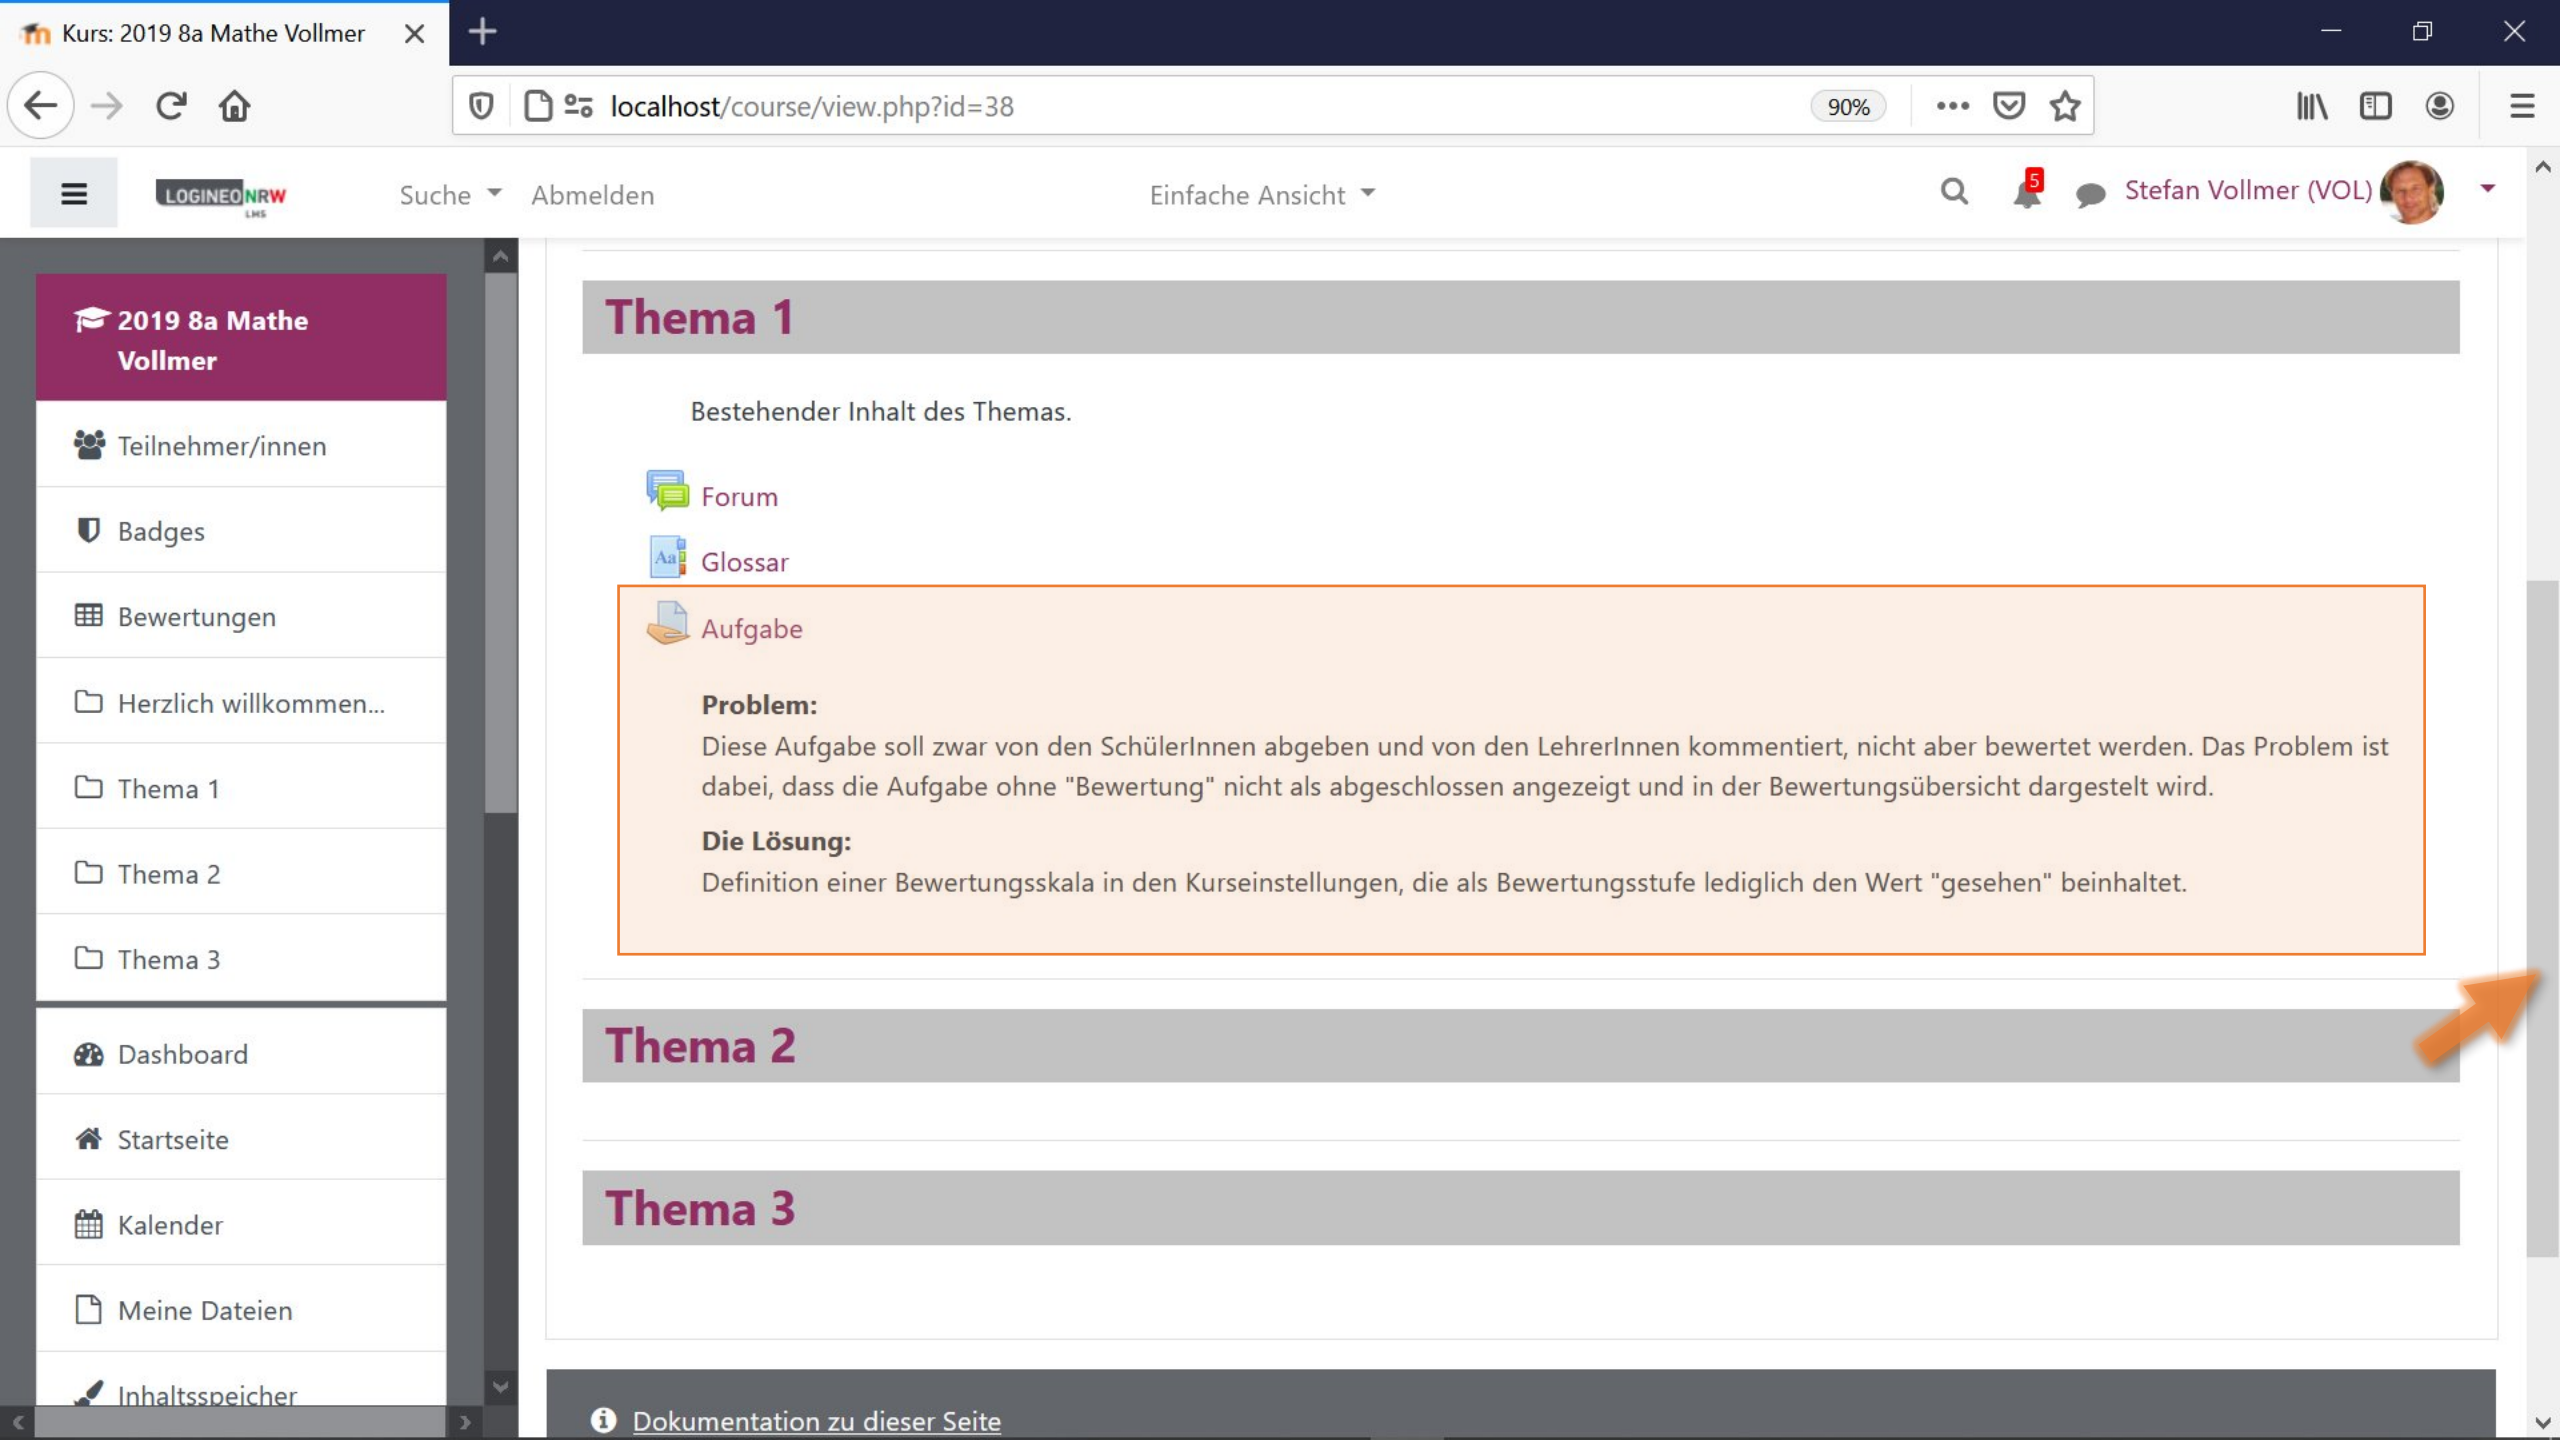 Kurs: 2019 8a Mathe Vollmer
localhost/course/view.php?id=38
90%
LOGINEO NRW
LMS
Suche
Abmelden
Einfache Ansicht
5
Stefan Vollmer (VOL)
2019 8a Mathe
Vollmer
Teilnehmer/innen
Badges
Bewertungen
Herzlich willkommen...
Thema 1
Thema 2
Thema 3
Dashboard
Startseite
Kalender
Meine Dateien
Inhaltsspeicher
Thema 1
Bestehender Inhalt des Themas.
Forum
Aa
Glossar
Aufgabe
Problem:
Diese Aufgabe soll zwar von den SchülerInnen abgeben und von den LehrerInnen kommentiert, nicht aber bewertet werden. Das Problem ist
dabei, dass die Aufgabe ohne "Bewertung" nicht als abgeschlossen angezeigt und in der Bewertungsübersicht dargestelt wird.
Die Lösung:
Definition einer Bewertungsskala in den Kurseinstellungen, die als Bewertungsstufe lediglich den Wert "gesehen" beinhaltet.
Thema 2
Thema 3
Dokumentation zu dieser Seite